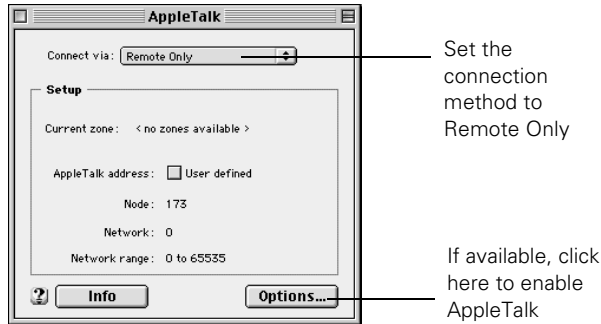 AppleTalk
Connect via: Remote Only
Setup
Current zone: < no zones available >
AppleTalk address: User defined
Node: 173
Network: 0
Network range: 0 to 65535
? Info
Options...
Set the
connection
method to
Remote Only
If available, click
here to enable
AppleTalk